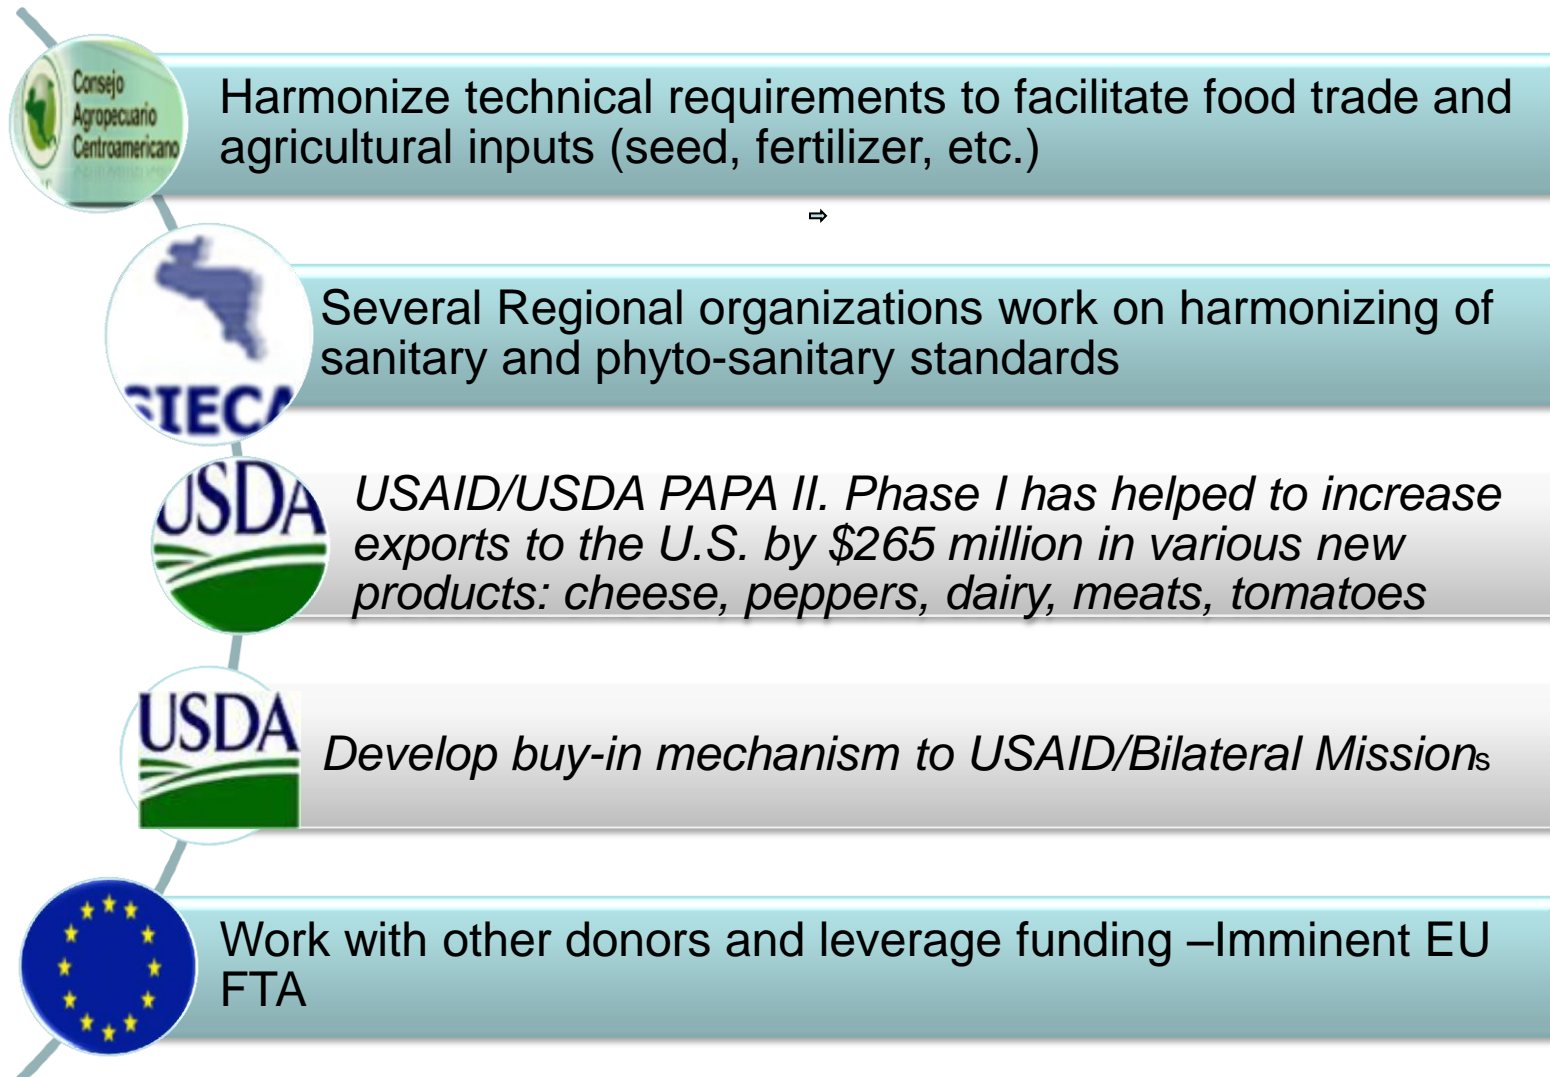 Consejo
Agropecuario
Centroamericano
Harmonize technical requirements to facilitate food trade and
agricultural inputs (seed, fertilizer, etc.)
⇨
SIECA
Several Regional organizations work on harmonizing of
sanitary and phyto-sanitary standards
USDA
USAID/USDA PAPA II. Phase I has helped to increase
exports to the U.S. by $265 million in various new
products: cheese, peppers, dairy, meats, tomatoes
USDA
Develop buy-in mechanism to USAID/Bilateral Missions
Work with other donors and leverage funding –Imminent EU
FTA